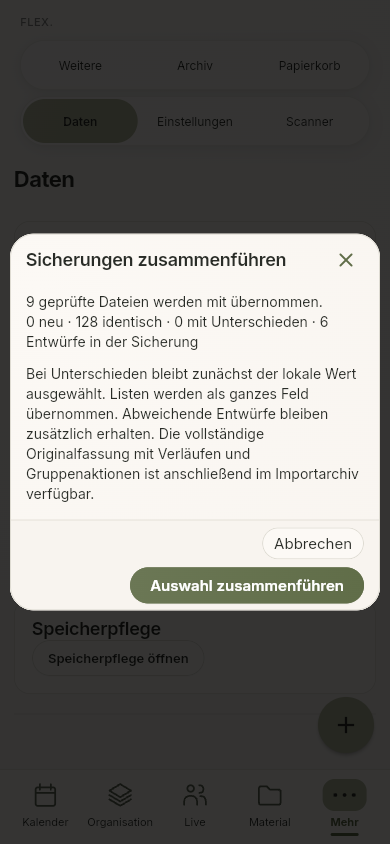 FLEX.
Weitere Archiv Papierkorb
Daten Einstellungen Scanner
Daten
Sicherungen zusammenführen
9 geprüfte Dateien werden mit übernommen.
0 neu · 128 identisch · 0 mit Unterschieden · 6
Entwürfe in der Sicherung
Bei Unterschieden bleibt zunächst der lokale Wert
ausgewählt. Listen werden als ganzes Feld
übernommen. Abweichende Entwürfe bleiben
zusätzlich erhalten. Die vollständige
Originalfassung mit Verläufen und
Gruppenaktionen ist anschließend im Importarchiv
verfügbar.
Abbrechen
Auswahl zusammenführen
Speicherpflege
Speicherpflege öffnen
Kalender Organisation Live Material Mehr